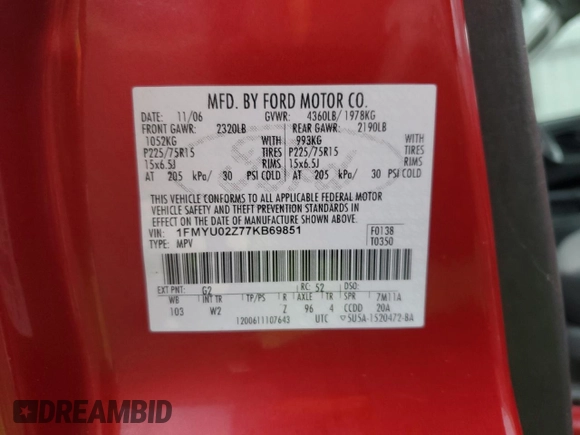 MFD. BY FORD MOTOR CO.
DATE: 11/06 GVWR: 4360LB/ 1978KG
FRONT GAWR: 2320LB REAR GAWR: 2190LB
1052KG WITH 993KG WITH
P225/75R15 TIRES P225/75R15 TIRES
15x6.5J RIMS 15x6.5J RIMS
AT 205 kPa/ 30 PSI COLD AT 205 kPa/ 30 PSI COLD
THIS VEHICLE CONFORMS TO ALL APPLICABLE FEDERAL MOTOR
VEHICLE SAFETY AND THEFT PREVENTION STANDARDS IN
EFFECT ON THE DATE OF MANUFACTURE SHOWN ABOVE.
VIN: 1FMYU02Z77KB69851 F0138
TYPE: MPV T0350
EXT PNT: G2 RC: 52 DSO:
WB INT TR TP/PS R AXLE TR SPR 7M11A
103 W2 Z 96 4 CCDD 20A
1200611107643 UTC ▽5U5A-1520472-BA
DREAMBID